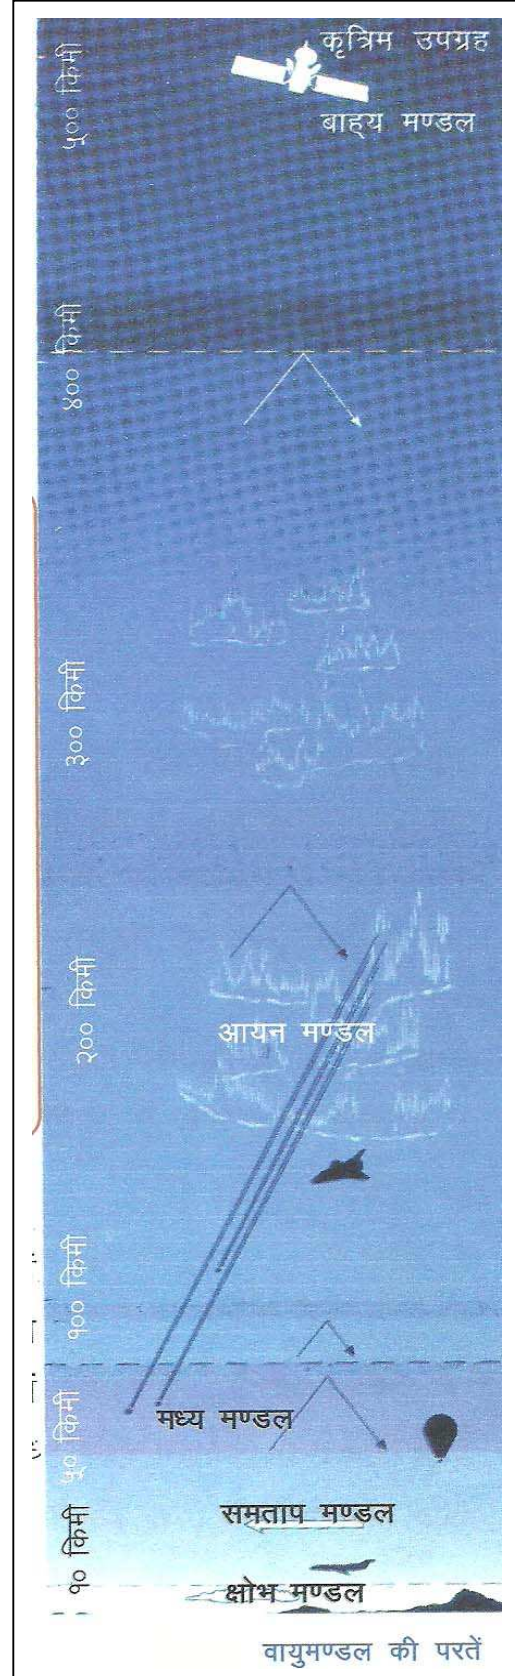 कृत्रिम उपग्रह
५०० किमी
बाह्य मण्डल
४०० किमी
३०० किमी
२०० किमी
आयन मण्डल
१०० किमी
मध्य मण्डल
५० किमी
समताप मण्डल
१० किमी
क्षोभ मण्डल
वायुमण्डल की परतें